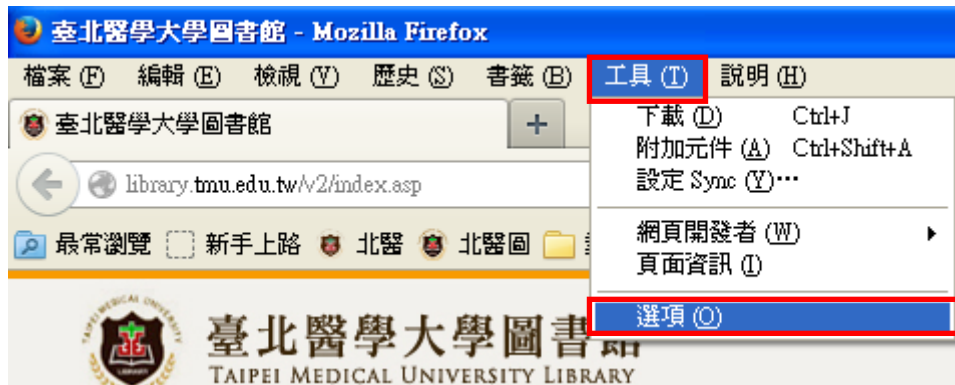 臺北醫學大學圖書館 - Mozilla Firefox
檔案 (F) 編輯 (E) 檢視 (V) 歷史 (S) 書籤 (B) 工具 (T) 說明 (H)
臺北醫學大學圖書館 +
library.tmu.edu.tw/v2/index.asp
最常瀏覽 新手上路 北醫 北醫圖
下載 (D) Ctrl+J
附加元件 (A) Ctrl+Shift+A
設定 Sync (Y)…
網頁開發者 (W)
頁面資訊 (I)
選項 (O)
臺北醫學大學圖書館
TAIPEI MEDICAL UNIVERSITY LIBRARY